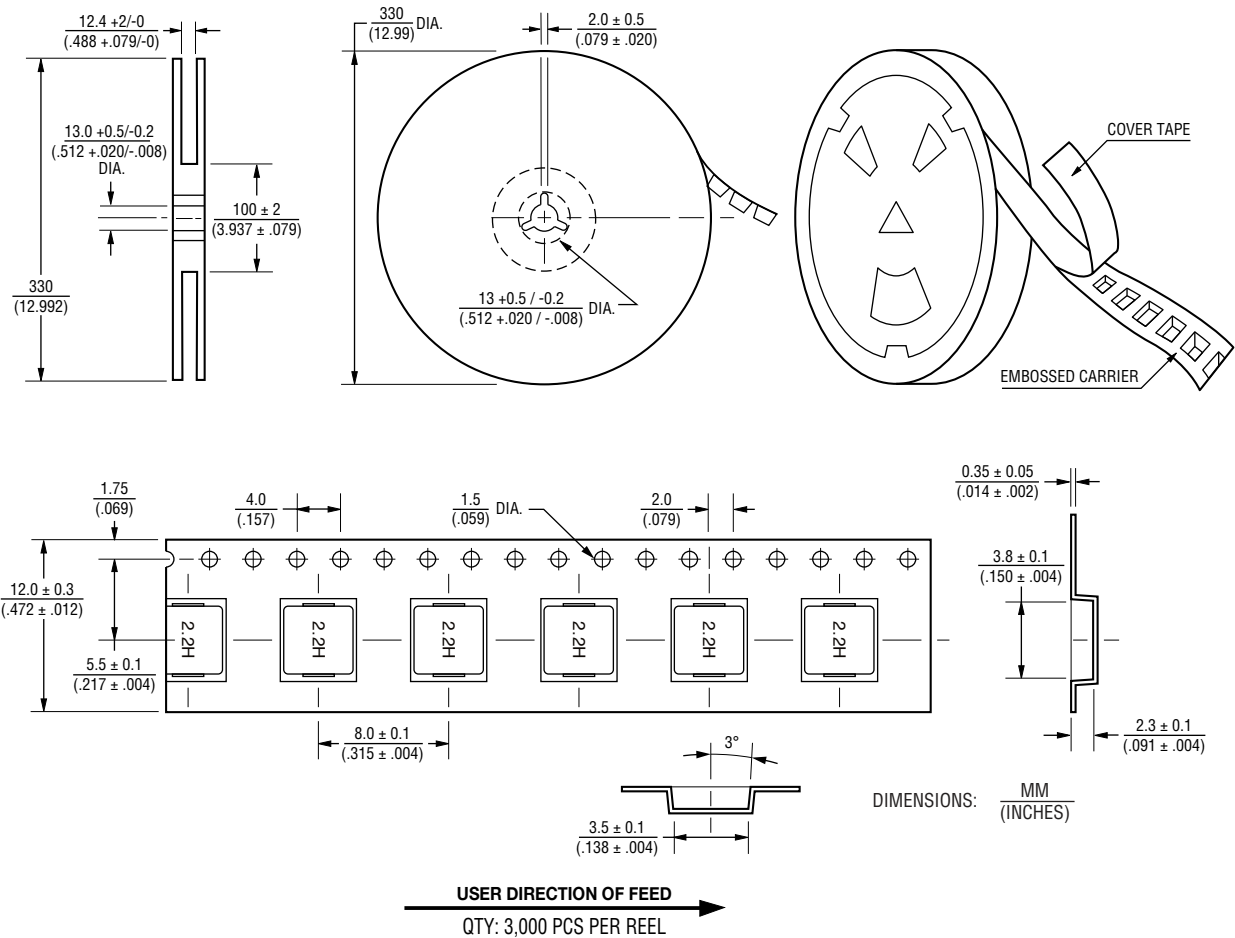 12.4 +2/-0
(.488 +.079/-0)
13.0 +0.5/-0.2
(.512 +.020/-.008)
DIA.
100 ± 2
(3.937 ± .079)
330
(12.992)
330
(12.99)
DIA.
2.0 ± 0.5
(.079 ± .020)
13 +0.5 / -0.2
(.512 +.020 / -.008)
DIA.
COVER TAPE
EMBOSSED CARRIER
1.75
(.069)
4.0
(.157)
1.5
(.059)
DIA.
2.0
(.079)
12.0 ± 0.3
(.472 ± .012)
5.5 ± 0.1
(.217 ± .004)
2.2H
2.2H
2.2H
2.2H
2.2H
2.2H
8.0 ± 0.1
(.315 ± .004)
0.35 ± 0.05
(.014 ± .002)
3.8 ± 0.1
(.150 ± .004)
2.3 ± 0.1
(.091 ± .004)
3°
3.5 ± 0.1
(.138 ± .004)
DIMENSIONS:
MM
(INCHES)
USER DIRECTION OF FEED
QTY: 3,000 PCS PER REEL